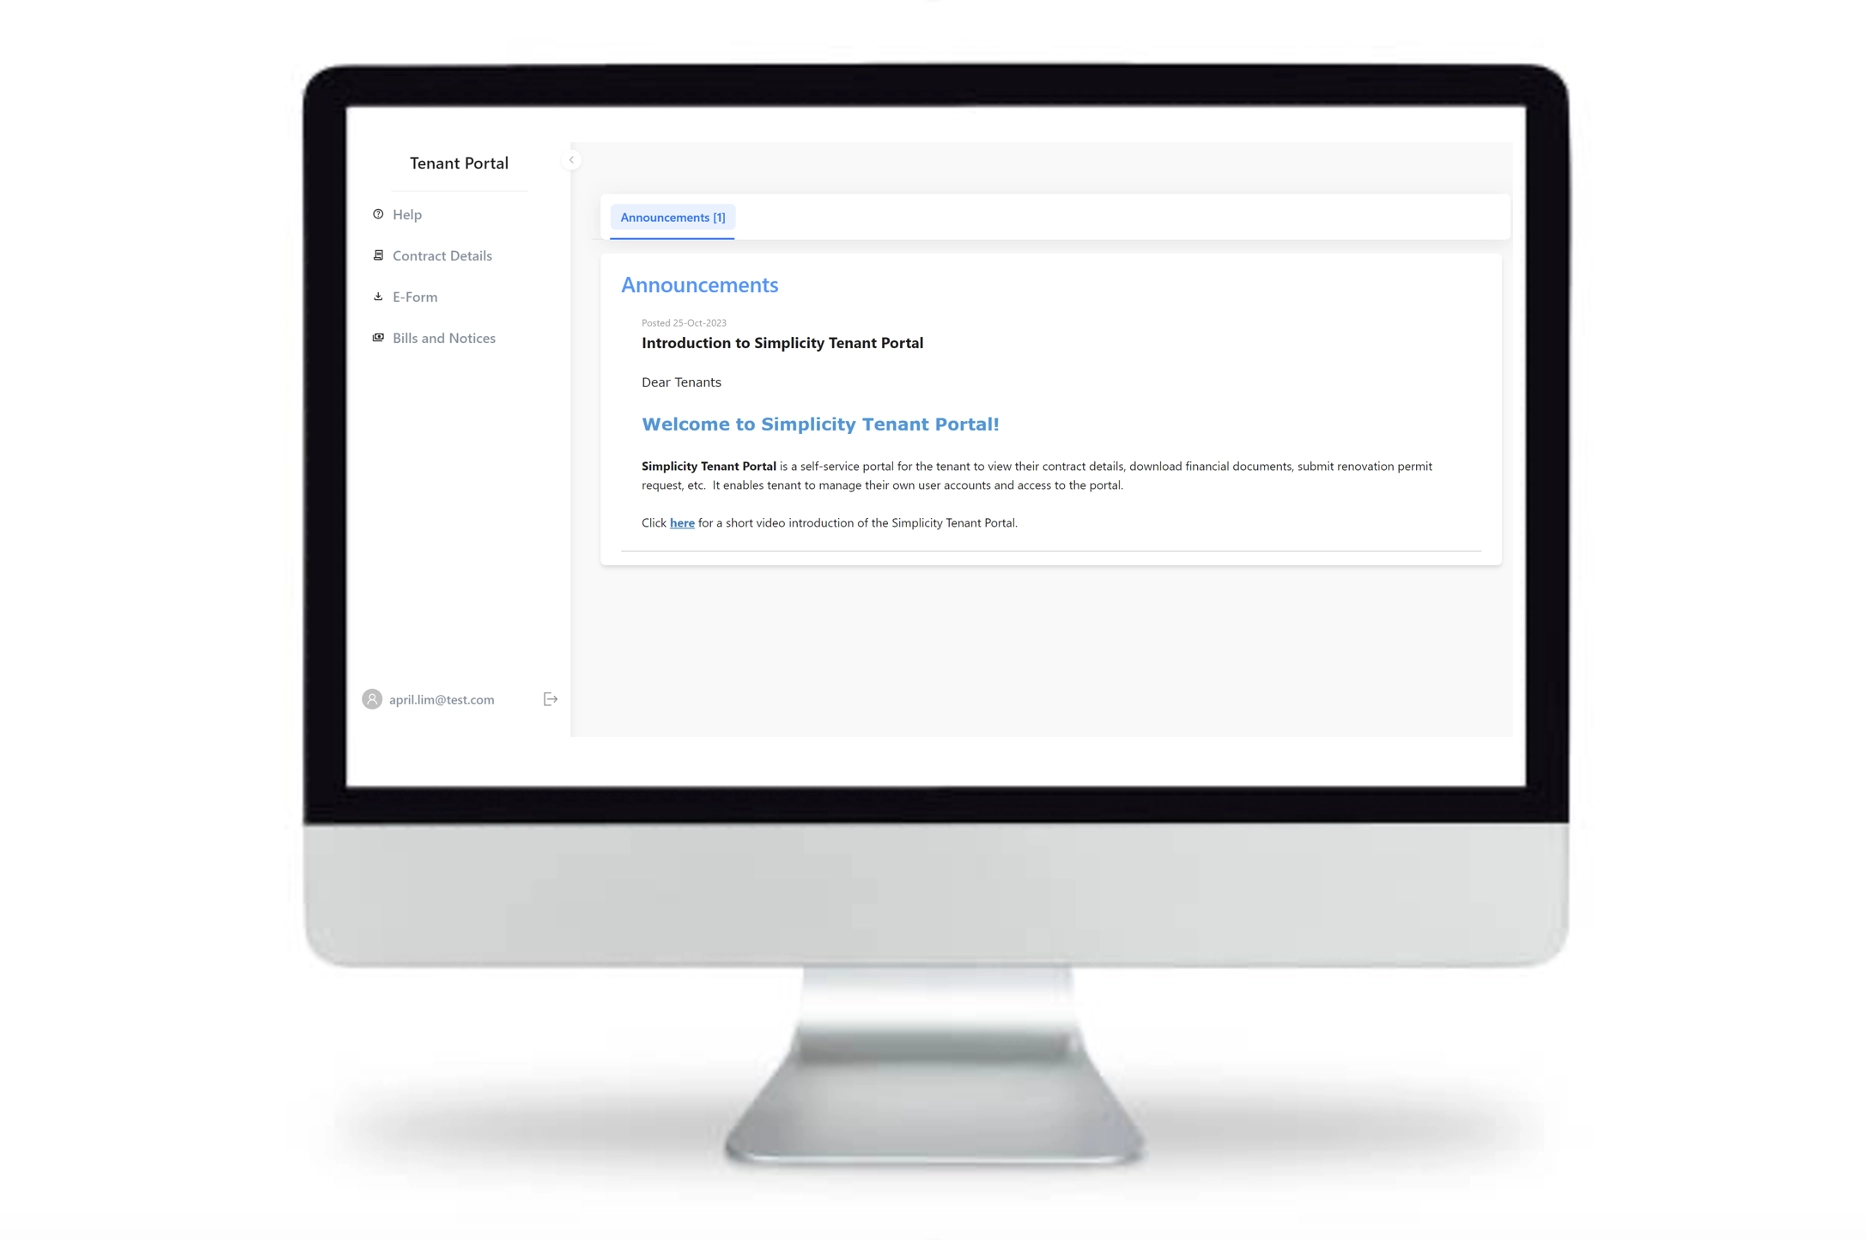 Tenant Portal
Help
Contract Details
E-Form
Bills and Notices
april.lim@test.com
Announcements [1]
Announcements
Posted 25-Oct-2023
Introduction to Simplicity Tenant Portal
Dear Tenants
Welcome to Simplicity Tenant Portal!
Simplicity Tenant Portal is a self-service portal for the tenant to view their contract details, download financial documents, submit renovation permit
request, etc.  It enables tenant to manage their own user accounts and access to the portal.
Click here for a short video introduction of the Simplicity Tenant Portal.